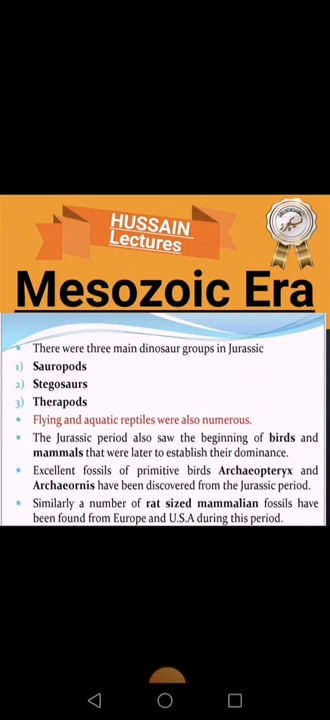 HUSSAIN
Lectures
Mesozoic Era
• There were three main dinosaur groups in Jurassic
1) Sauropods
2) Stegosaurs
3) Therapods
• Flying and aquatic reptiles were also numerous.
• The Jurassic period also saw the beginning of birds and
mammals that were later to establish their dominance.
• Excellent fossils of primitive birds Archaeopteryx and
Archaeornis have been discovered from the Jurassic period.
• Similarly a number of rat sized mammalian fossils have
been found from Europe and U.S.A during this period.